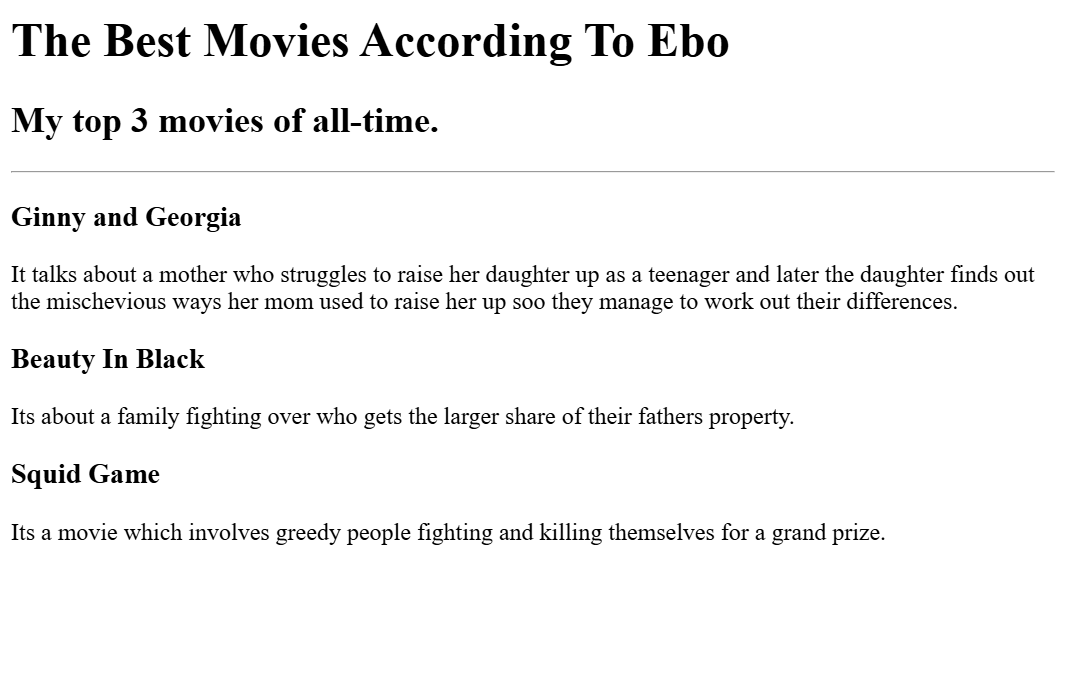 The Best Movies According To Ebo
My top 3 movies of all-time.
Ginny and Georgia
It talks about a mother who struggles to raise her daughter up as a teenager and later the daughter finds out
the mischevious ways her mom used to raise her up soo they manage to work out their differences.
Beauty In Black
Its about a family fighting over who gets the larger share of their fathers property.
Squid Game
Its a movie which involves greedy people fighting and killing themselves for a grand prize.